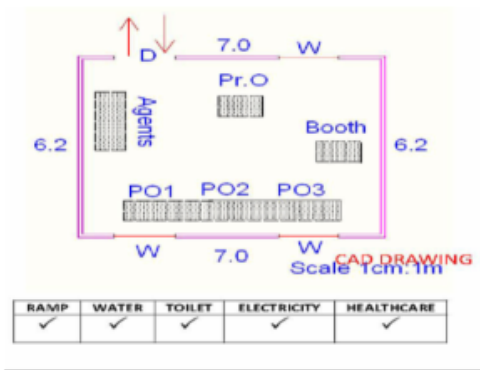 7.0
D
W
Pr.O
Agents
Booth
6.2
6.2
PO1 PO2 PO3
W
7.0
W
CAD DRAWING
Scale 1cm:1m
RAMP WATER TOILET ELECTRICITY HEALTHCARE
✓ ✓ ✓ ✓ ✓